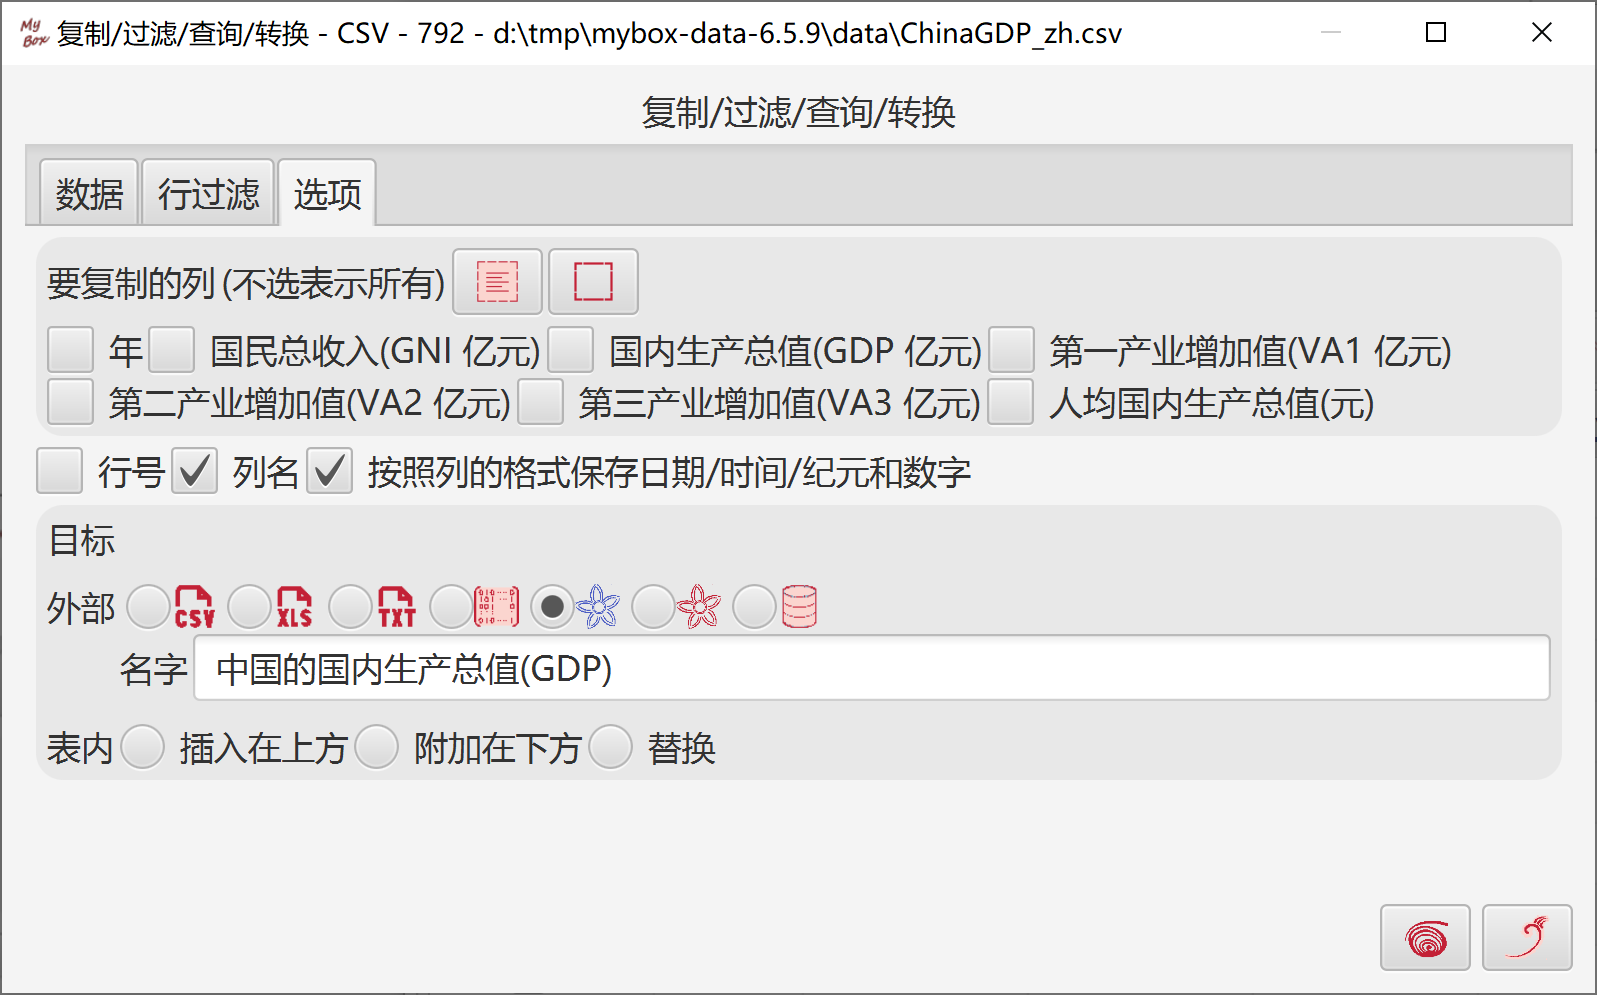 My Box 复制/过滤/查询/转换 - CSV - 792 - d:\tmp\mybox-data-6.5.9\data\ChinaGDP_zh.csv
复制/过滤/查询/转换
数据 行过滤 选项
要复制的列(不选表示所有)
年 国民总收入(GNI 亿元) 国内生产总值(GDP 亿元) 第一产业增加值(VA1 亿元)
第二产业增加值(VA2 亿元) 第三产业增加值(VA3 亿元) 人均国内生产总值(元)
行号 列名 按照列的格式保存日期/时间/纪元和数字
目标
外部 CSV XLS TXT
名字 中国的国内生产总值(GDP)
表内 插入在上方 附加在下方 替换